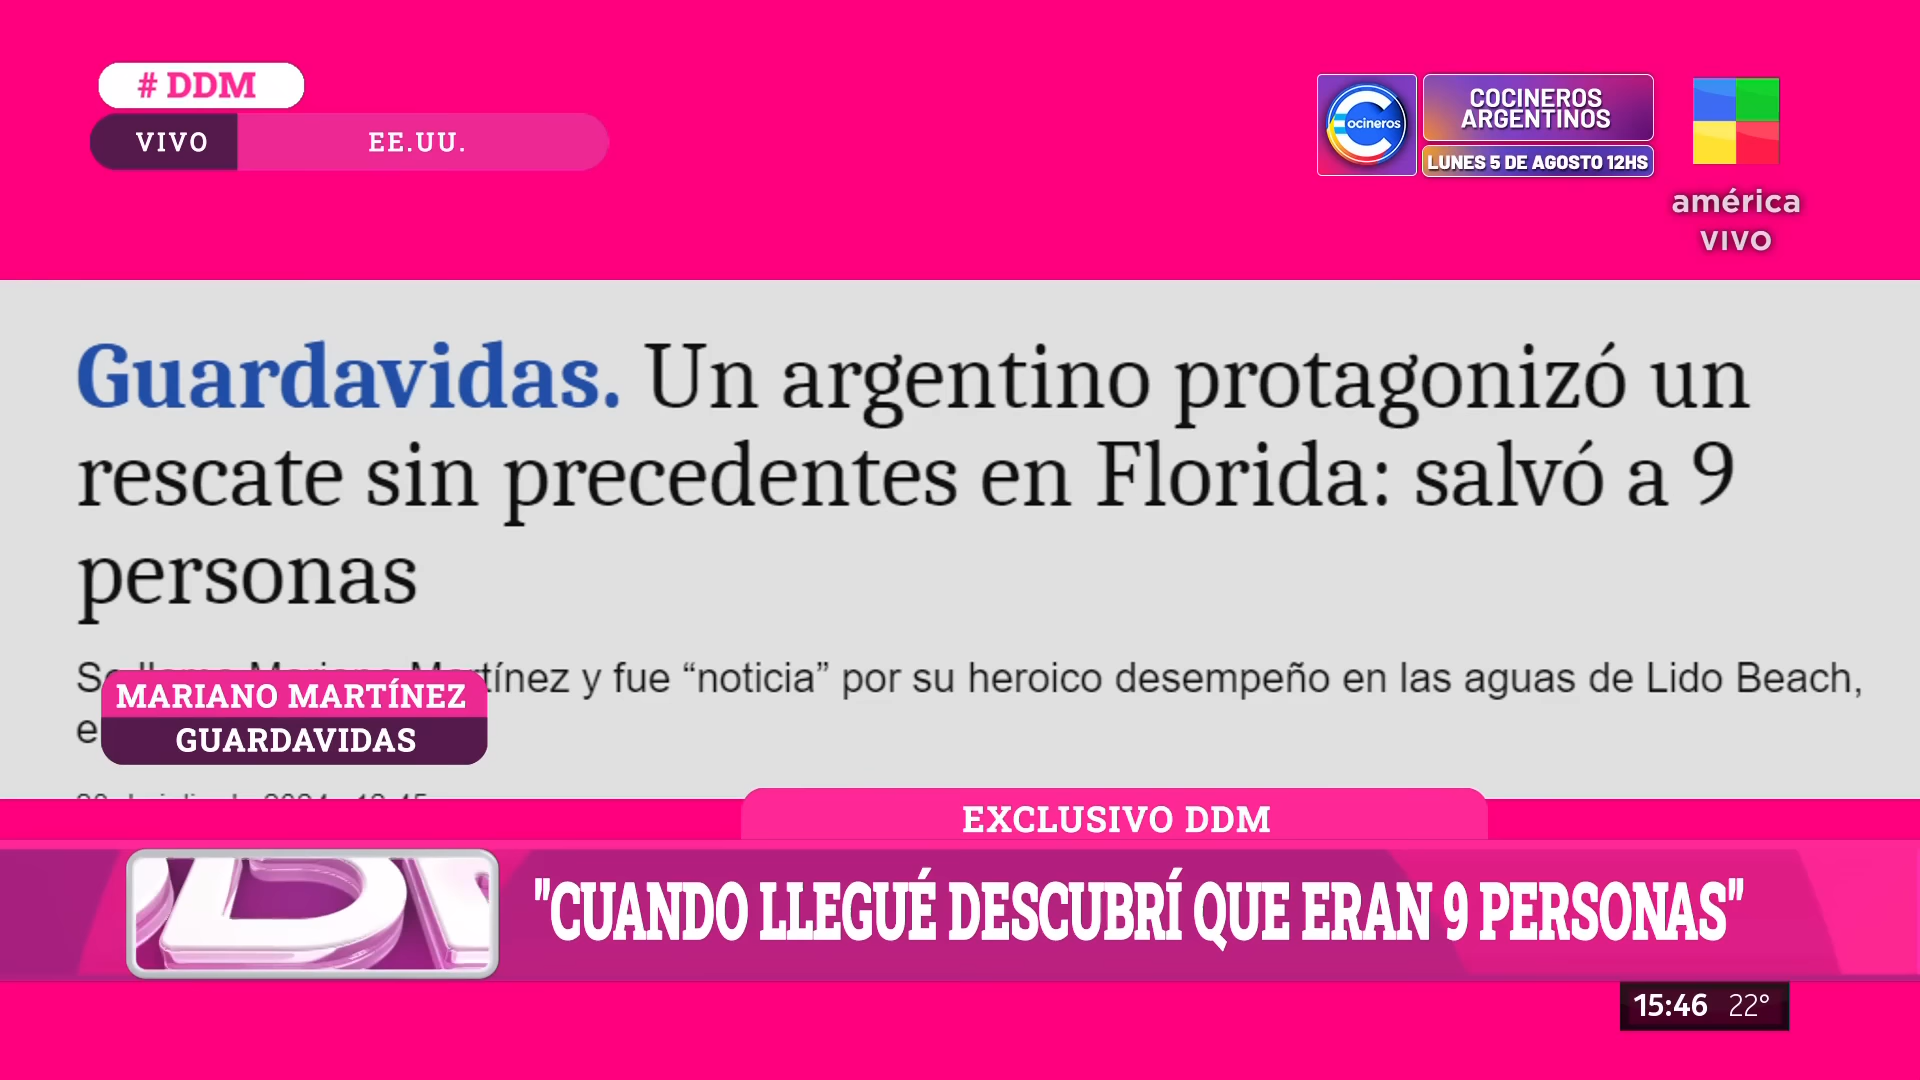 # DDM
VIVO EE.UU.
ocineros
COCINEROS
ARGENTINOS
LUNES 5 DE AGOSTO 12HS
américa
VIVO
Guardavidas. Un argentino protagonizó un
rescate sin precedentes en Florida: salvó a 9
personas
tínez y fue “noticia” por su heroico desempeño en las aguas de Lido Beach,
MARIANO MARTÍNEZ
GUARDAVIDAS
EXCLUSIVO DDM
"CUANDO LLEGUÉ DESCUBRÍ QUE ERAN 9 PERSONAS"
15:46 22°